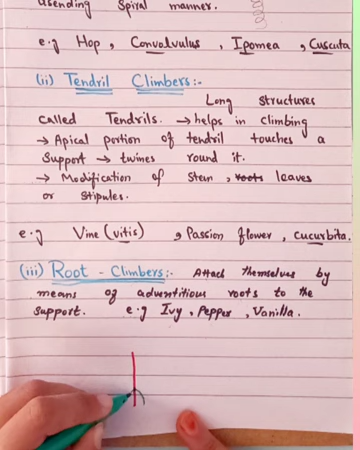 Asending Spiral manner.
e.g Hop, Convolvulus, Ipomea, Cuscuta
(ii) Tendril Climbers:-
Long structures
called Tendrils. → helps in climbing
→ Apical portion of tendril touches a
Support → twines round it.
→ Modification of Stem, roots leaves
or Stipules.
e.g Vine (vitis), Passion flower, cucurbita.
(iii) Root - Climbers:- Attach themselves by
means of adventitious roots to the
support. e.g Ivy, Pepper, Vanilla.